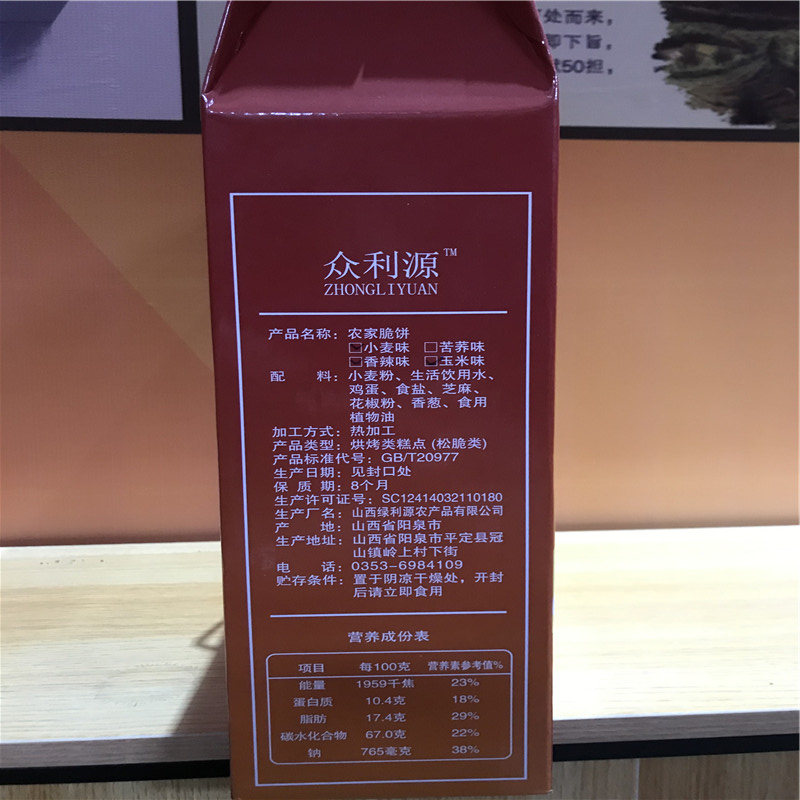 处而来，
即下旨，
50担，
众利源™
ZHONGLIYUAN
产品名称：农家脆饼
小麦味 □苦荞味
香辣味 玉米味
配 料：小麦粉、生活饮用水、
鸡蛋、食盐、芝麻、
花椒粉、香葱、食用
植物油
加工方式：热加工
产品类型：烘烤类糕点（松脆类）
产品标准代号：GB/T20977
生产日期：见封口处
保 质 期：8个月
生产许可证号：SC12414032110180
生产厂名：山西绿利源农产品有限公司
产 地：山西省阳泉市
生产地址：山西省阳泉市平定县冠
山镇岭上村下街
电 话：0353-6984109
贮存条件：置于阴凉干燥处，开封
后请立即食用
营养成份表
项目 每100克 营养素参考值%
能量 1959千焦 23%
蛋白质 10.4克 18%
脂肪 17.4克 29%
碳水化合物 67.0克 22%
钠 765毫克 38%